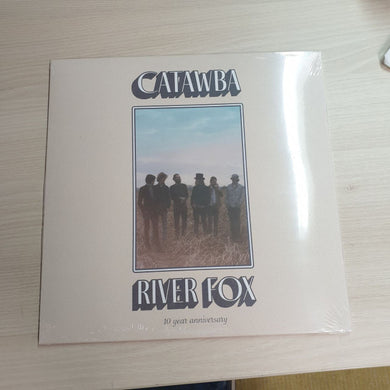 CATAWBA
RIVER FOX
10 year anniversary